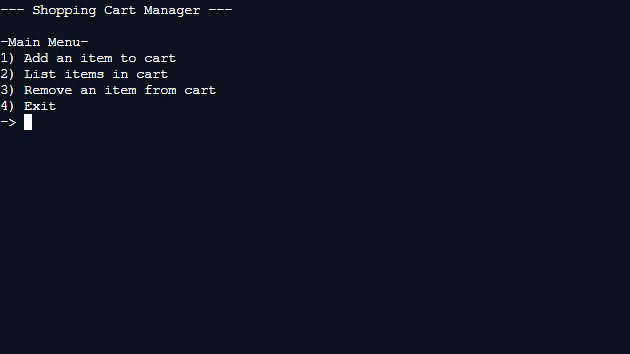 --- Shopping Cart Manager ---
-Main Menu-
1) Add an item to cart
2) List items in cart
3) Remove an item from cart
4) Exit
->